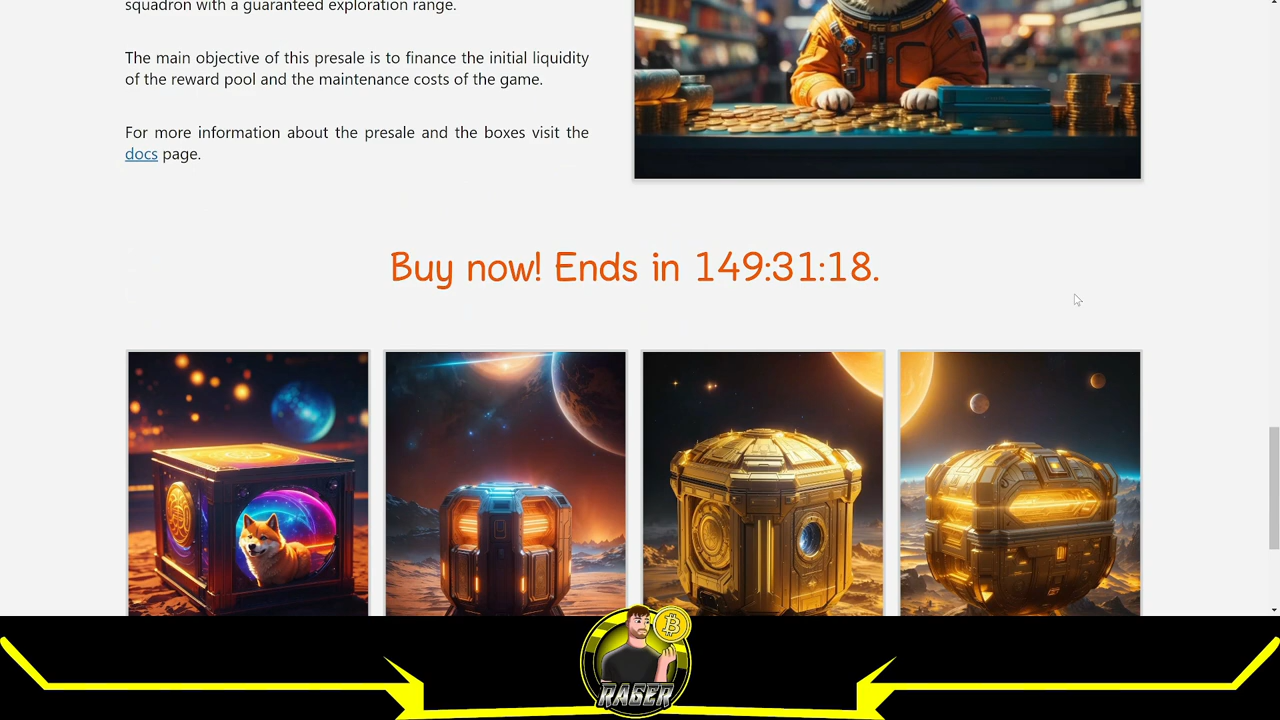 squadron with a guaranteed exploration range.
The main objective of this presale is to finance the initial liquidity
of the reward pool and the maintenance costs of the game.
For more information about the presale and the boxes visit the
docs page.
Buy now! Ends in 149:31:18.
RAGER